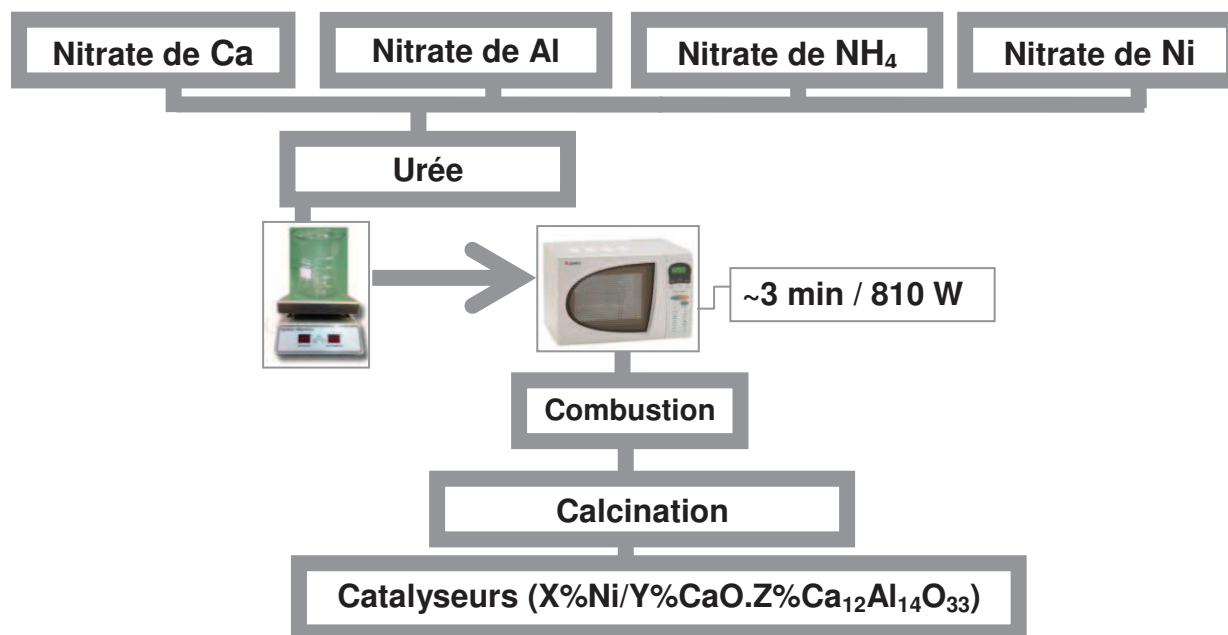 Nitrate de Ca
Nitrate de Al
Nitrate de NH₄
Nitrate de Ni
Urée
~3 min / 810 W
Combustion
Calcination
Catalyseurs (X%Ni/Y%CaO.Z%Ca₁₂Al₁₄O₃₃)